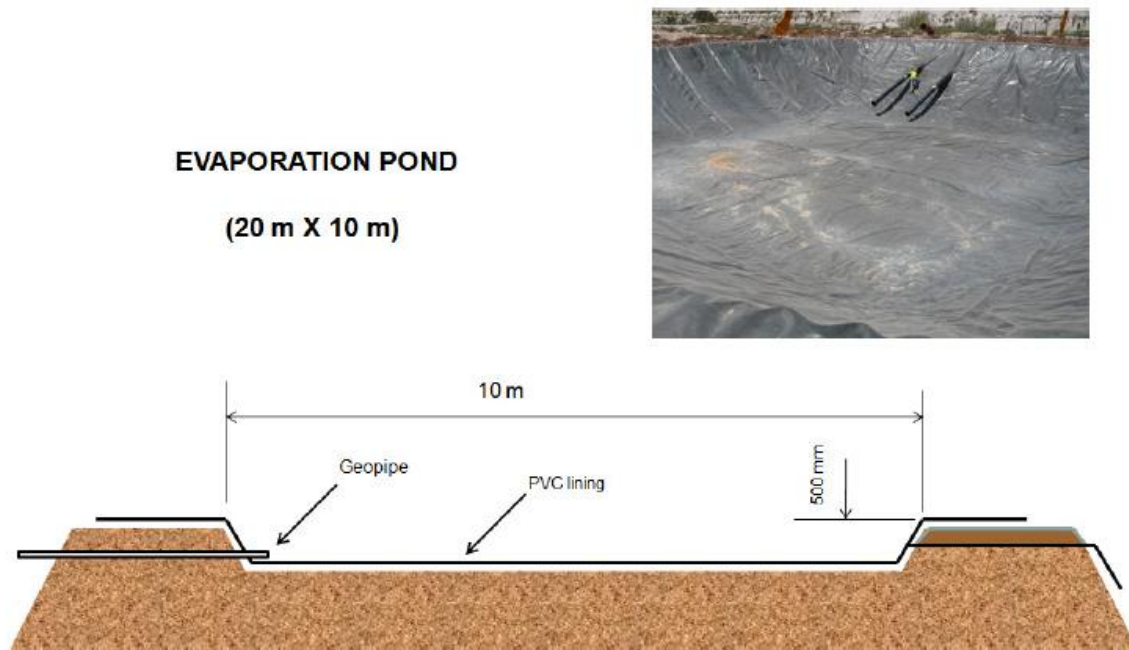 EVAPORATION POND
(20 m X 10 m)
10 m
Geopipe
PVC lining
500 mm